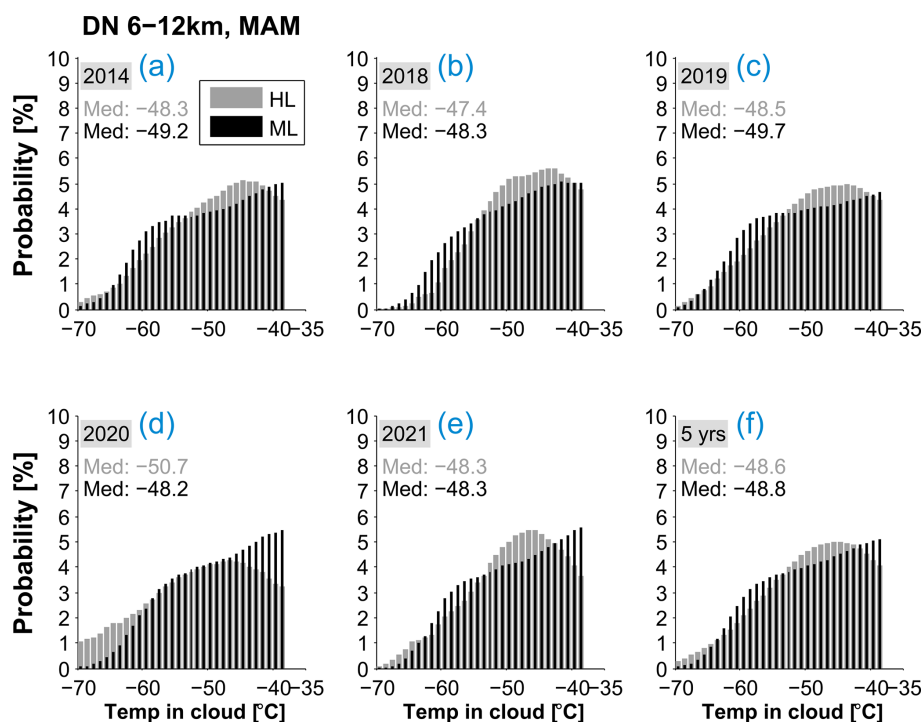 DN 6−12km, MAM
Probability [%]
10
9
8
7
6
5
4
3
2
1
0
2014 (a)
Med: −48.3
Med: −49.2
HL
ML
−70 −60 −50 −40 −35
10
9
8
7
6
5
4
3
2
1
0
2018 (b)
Med: −47.4
Med: −48.3
−70 −60 −50 −40 −35
10
9
8
7
6
5
4
3
2
1
0
2019 (c)
Med: −48.5
Med: −49.7
−70 −60 −50 −40 −35
Probability [%]
10
9
8
7
6
5
4
3
2
1
0
2020 (d)
Med: −50.7
Med: −48.2
−70 −60 −50 −40 −35
Temp in cloud [°C]
10
9
8
7
6
5
4
3
2
1
0
2021 (e)
Med: −48.3
Med: −48.3
−70 −60 −50 −40 −35
Temp in cloud [°C]
10
9
8
7
6
5
4
3
2
1
0
5 yrs (f)
Med: −48.6
Med: −48.8
−70 −60 −50 −40 −35
Temp in cloud [°C]